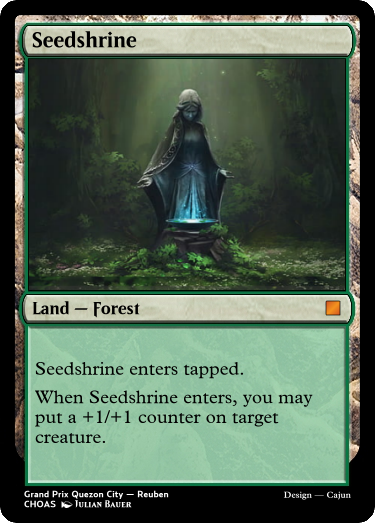 Seedshrine
Land — Forest
Seedshrine enters tapped.
When Seedshrine enters, you may
put a +1/+1 counter on target
creature.
Grand Prix Quezon City — Reuben
CHOAS Julian Bauer
Design — Cajun